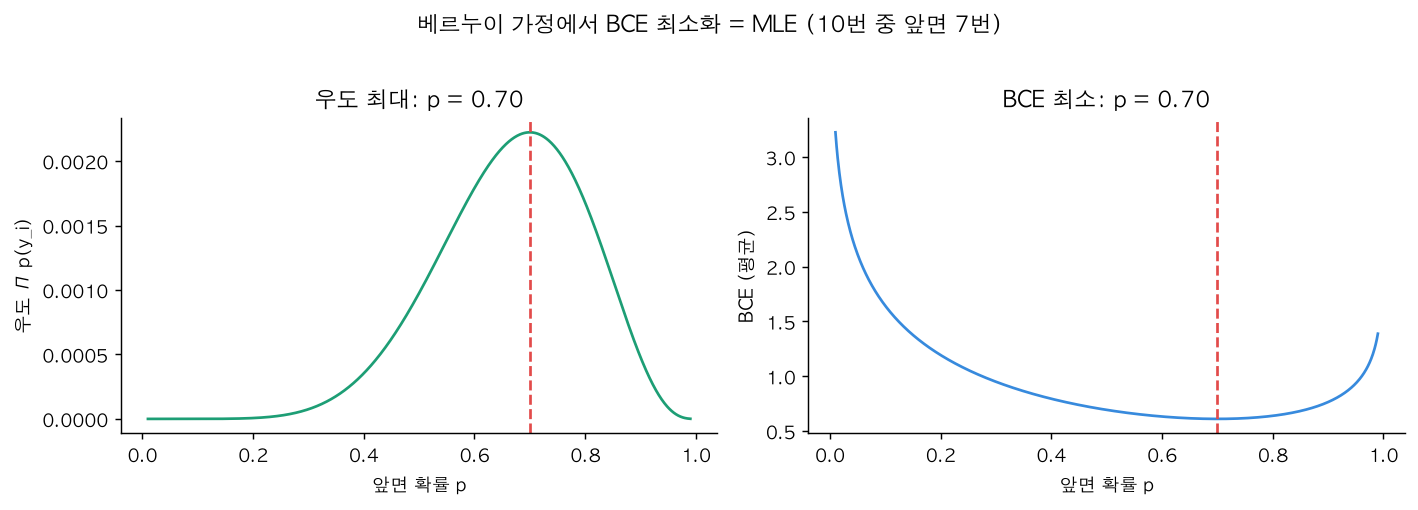 베르누이 가정에서 BCE 최소화 = MLE (10번 중 앞면 7번)
우도 최대: p = 0.70
우도 Π p(y_i)
0.0020
0.0015
0.0010
0.0005
0.0000
0.0 0.2 0.4 0.6 0.8 1.0
앞면 확률 p
BCE 최소: p = 0.70
BCE (평균)
3.0
2.5
2.0
1.5
1.0
0.5
0.0 0.2 0.4 0.6 0.8 1.0
앞면 확률 p